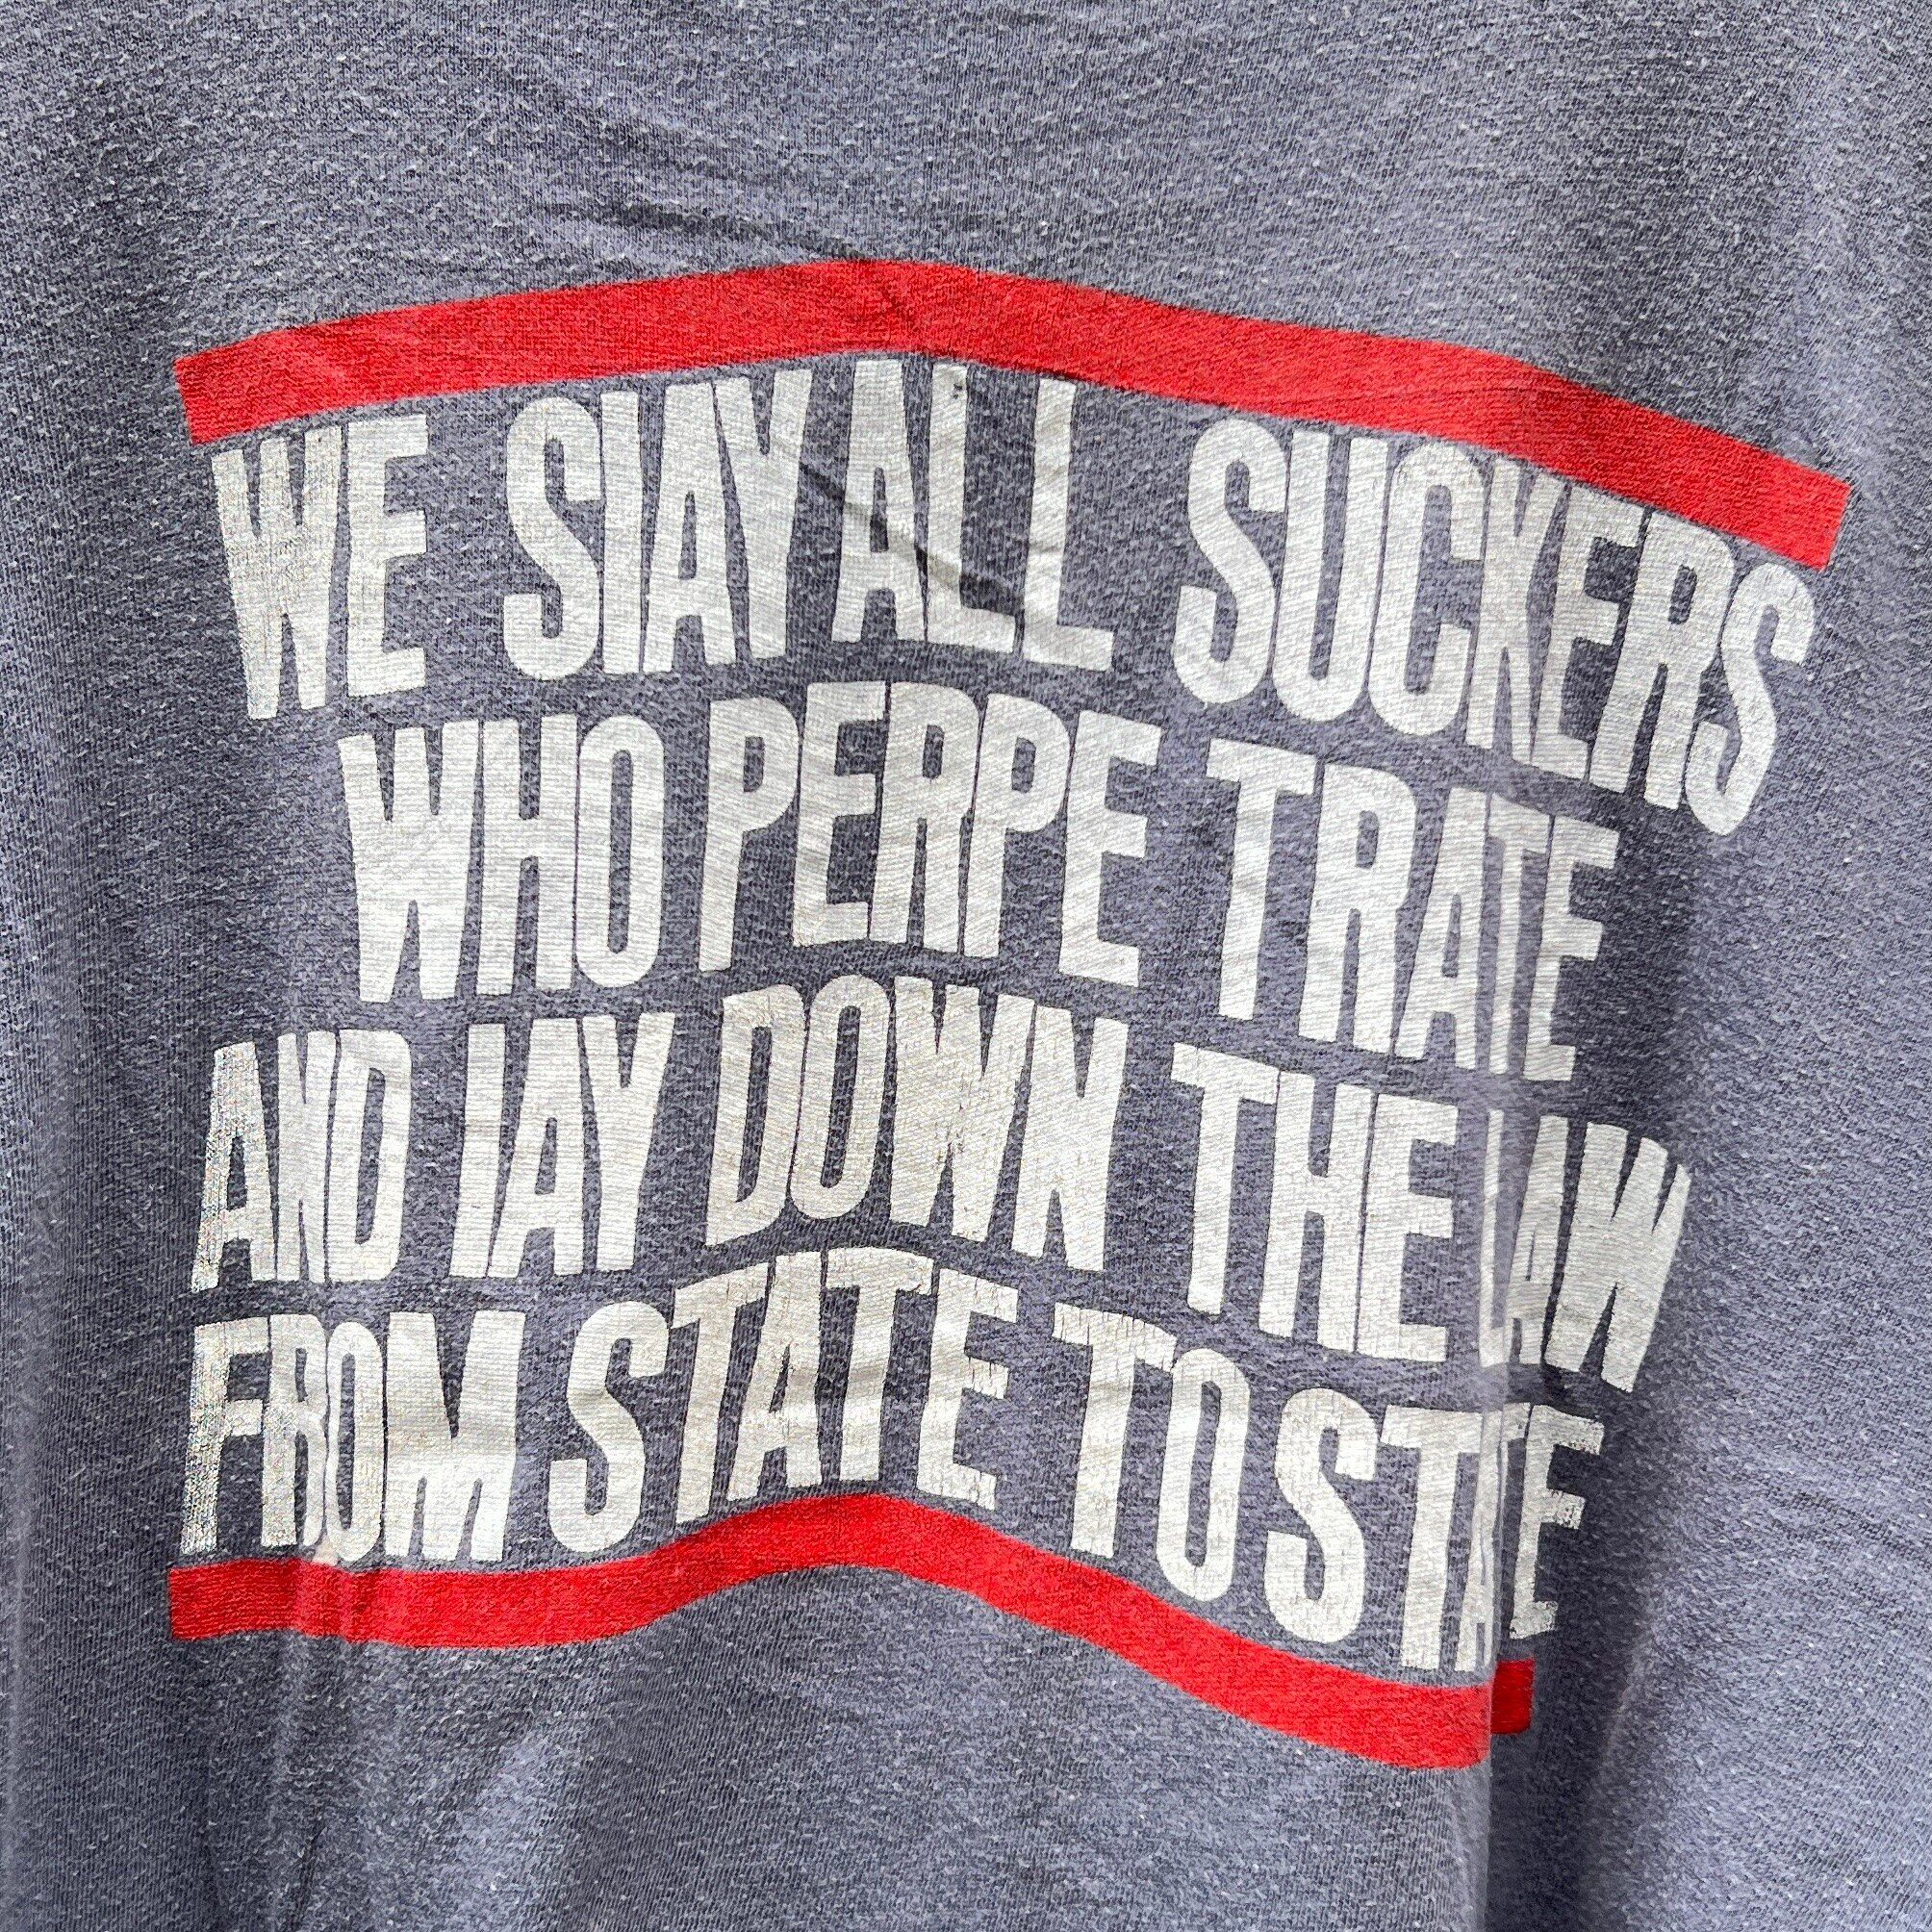 WE SlAY ALL SUCKERS
WHO PERPE TRATE
AND lAY DOWN THE LAW
FROM STATE TO STATE